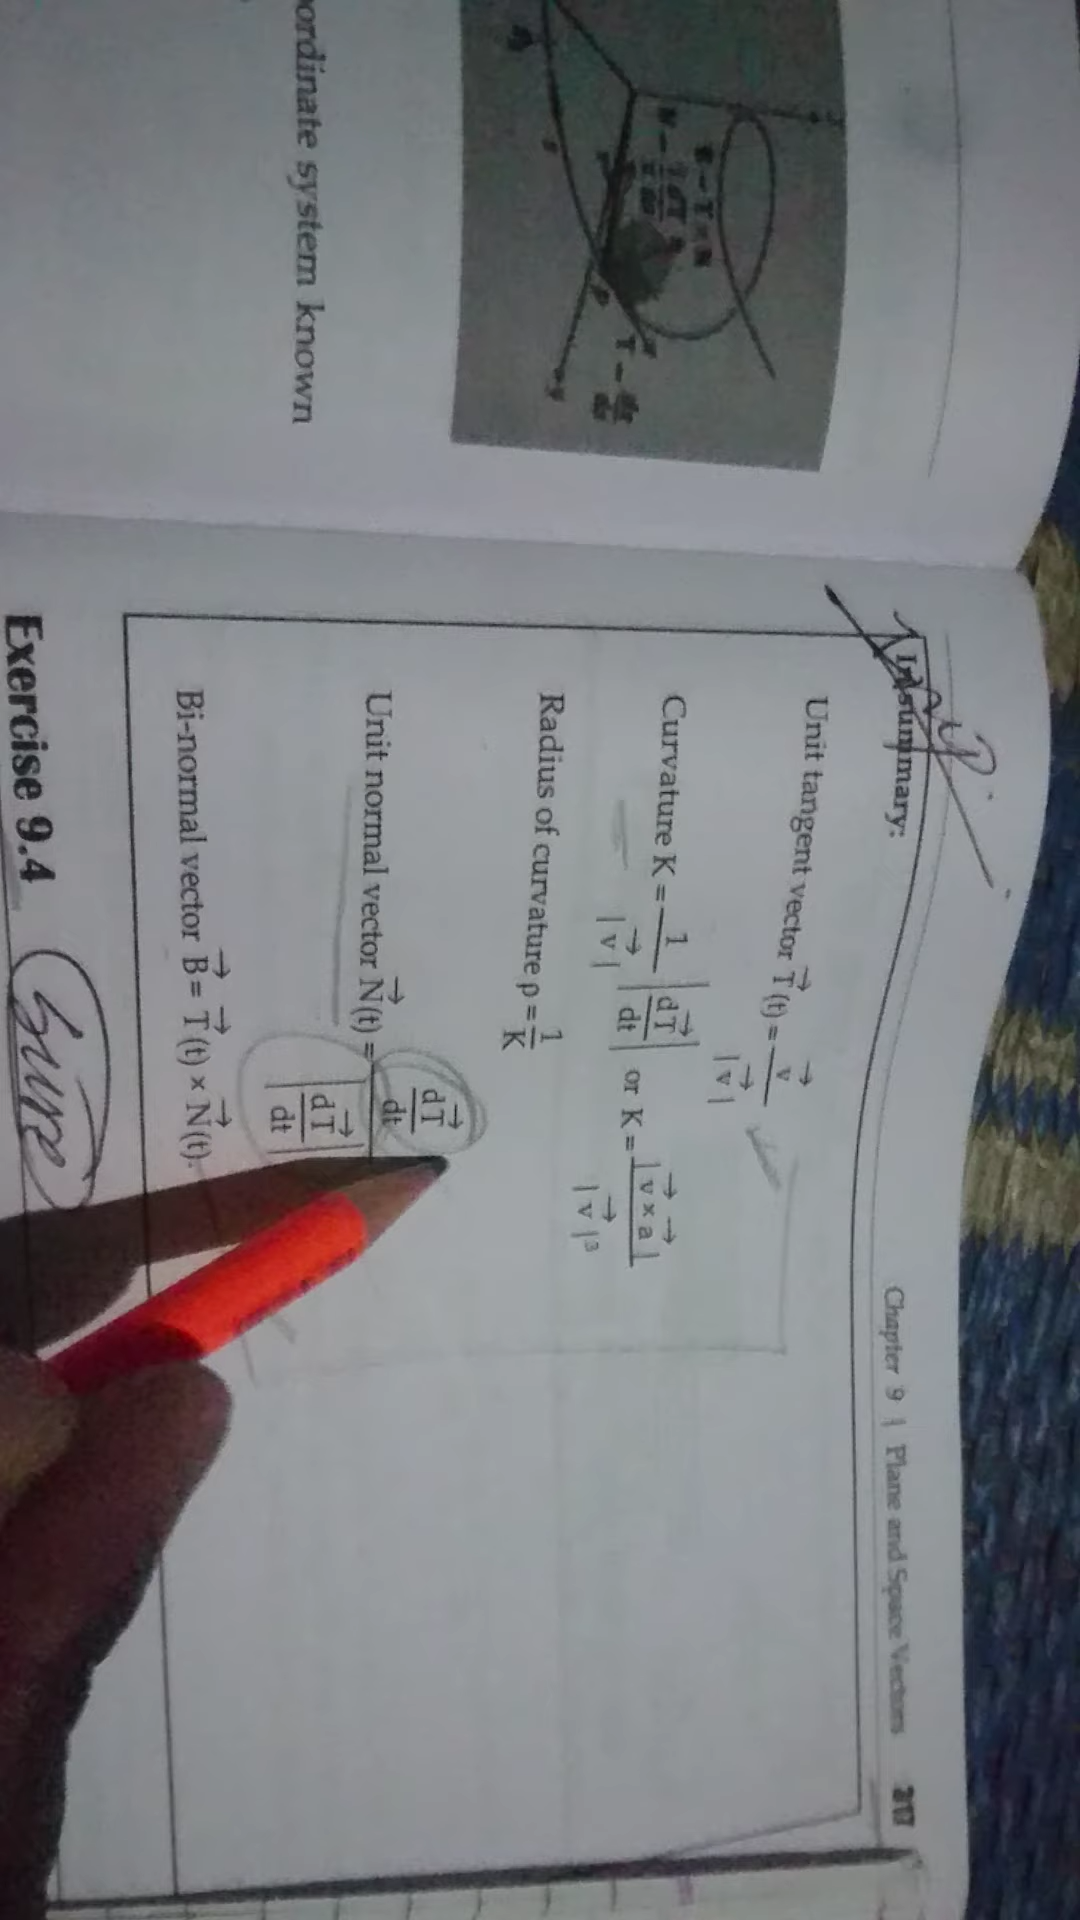 ordinate system known
B = T × N
Chapter 9 | Plane and Space Vectors 317
In summary:
Unit tangent vector T⃗(t) = v⃗ / |v⃗|
Curvature K = 1/|v⃗| |dT⃗/dt| or K = |v⃗ × a⃗| / |v⃗|³
Radius of curvature ρ = 1/K
Unit normal vector N⃗(t) = dT⃗/dt / |dT⃗/dt|
Bi-normal vector B⃗ = T⃗(t) × N⃗(t).
Exercise 9.4